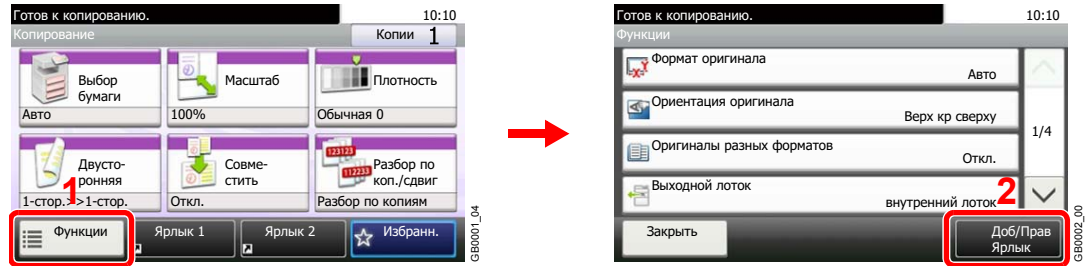 Готов к копированию. 10:10
Копирование Копии 1
Выбор
бумаги
Авто
Масштаб
100%
Плотность
Обычная 0
123123
112233
Двусто-
ронняя
1-стор.>>1-стор.
Совме-
стить
Откл.
Разбор по
коп./сдвиг
Разбор по копиям
1
Функции
Ярлык 1
Ярлык 2
Избранн.
GB0001_04
Готов к копированию. 10:10
Функции
Формат оригинала
Авто
Ориентация оригинала
Верх кр сверху
Оригиналы разных форматов
Откл.
Выходной лоток
внутренний лоток
1/4
2
Закрыть
Доб/Прав
Ярлык
GB0002_00